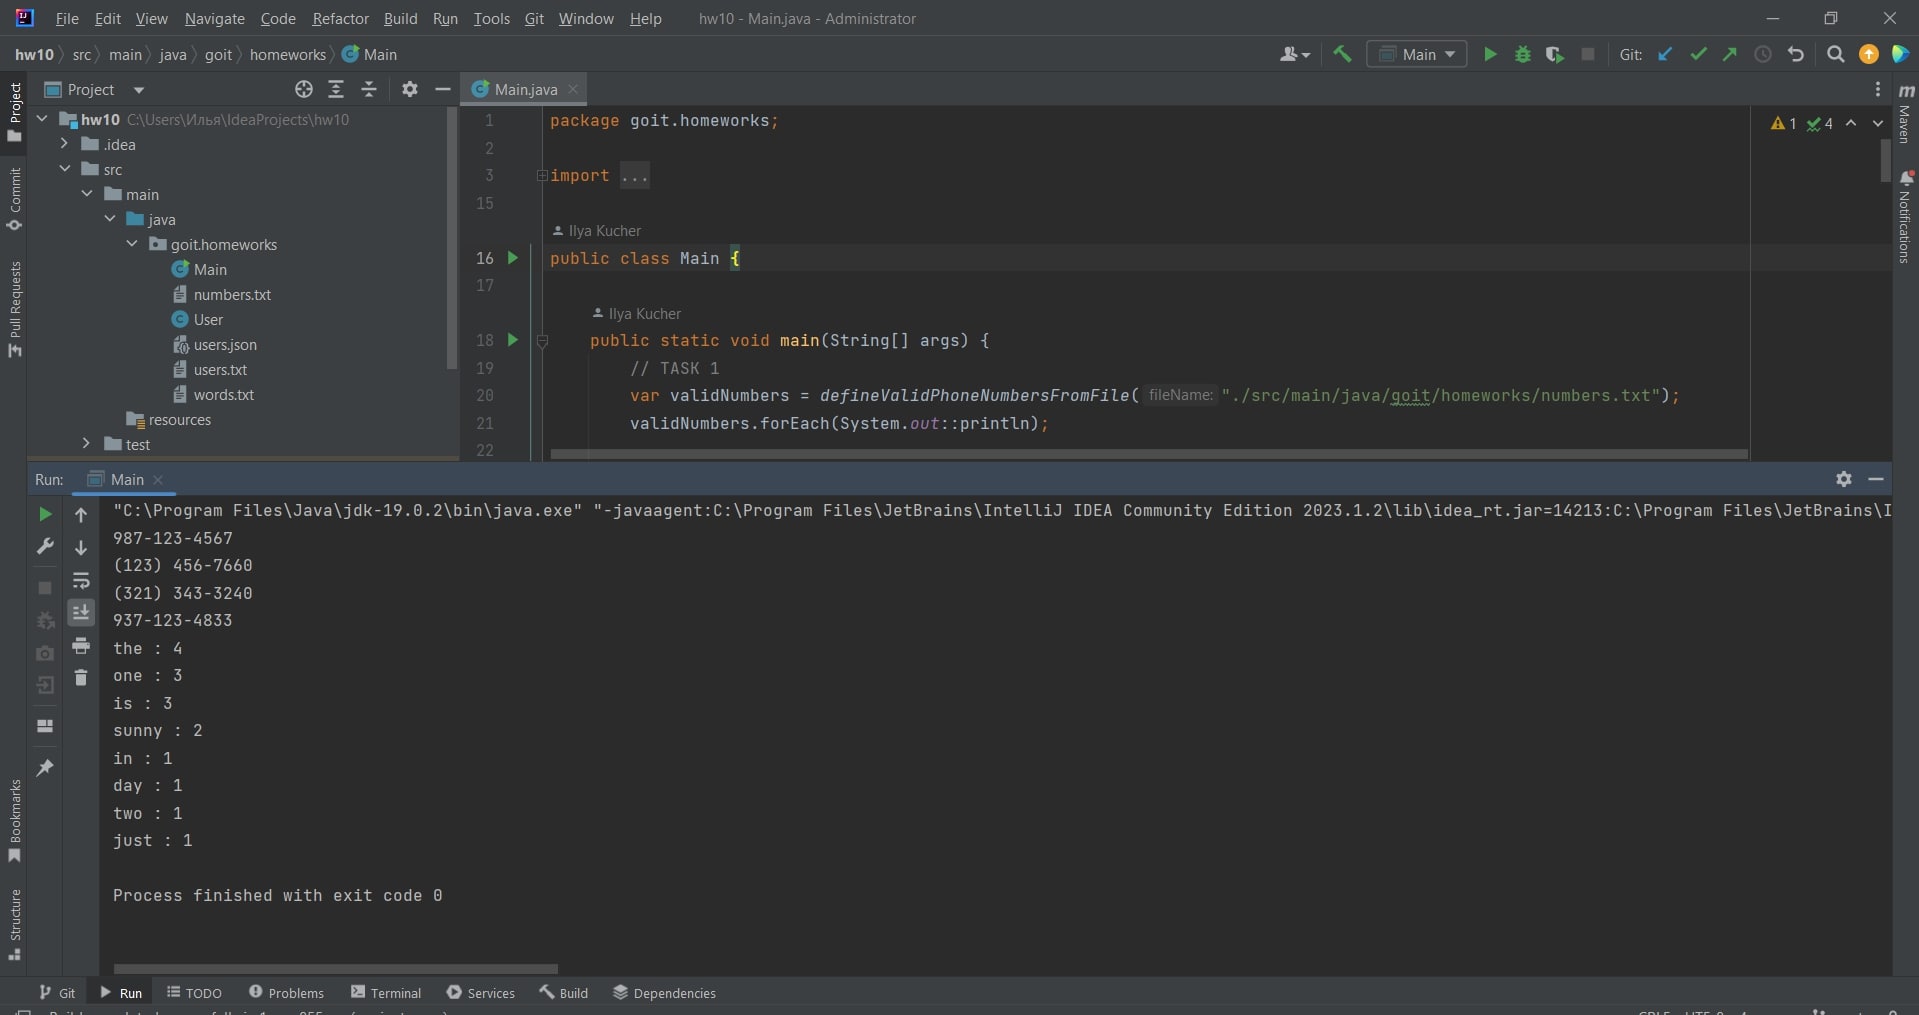 File Edit View Navigate Code Refactor Build Run Tools Git Window Help hw10 - Main.java - Administrator
hw10 src main java goit homeworks Main Main Git:
Project Main.java
Project
Commit
Pull Requests
Bookmarks
Structure
hw10 C:\Users\Илья\IdeaProjects\hw10
.idea
src
main
java
goit.homeworks
Main
numbers.txt
User
users.json
users.txt
words.txt
resources
test
1 package goit.homeworks;
2
3 import ...
15
Ilya Kucher
16 public class Main {
17
Ilya Kucher
18 public static void main(String[] args) {
19 // TASK 1
20 var validNumbers = defineValidPhoneNumbersFromFile( fileName: "./src/main/java/goit/homeworks/numbers.txt");
21 validNumbers.forEach(System.out::println);
22
1 4
Maven
Notifications
Run: Main
"C:\Program Files\Java\jdk-19.0.2\bin\java.exe" "-javaagent:C:\Program Files\JetBrains\IntelliJ IDEA Community Edition 2023.1.2\lib\idea_rt.jar=14213:C:\Program Files\JetBrains\I
987-123-4567
(123) 456-7660
(321) 343-3240
937-123-4833
the : 4
one : 3
is : 3
sunny : 2
in : 1
day : 1
two : 1
just : 1
Process finished with exit code 0
Git Run TODO Problems Terminal Services Build Dependencies